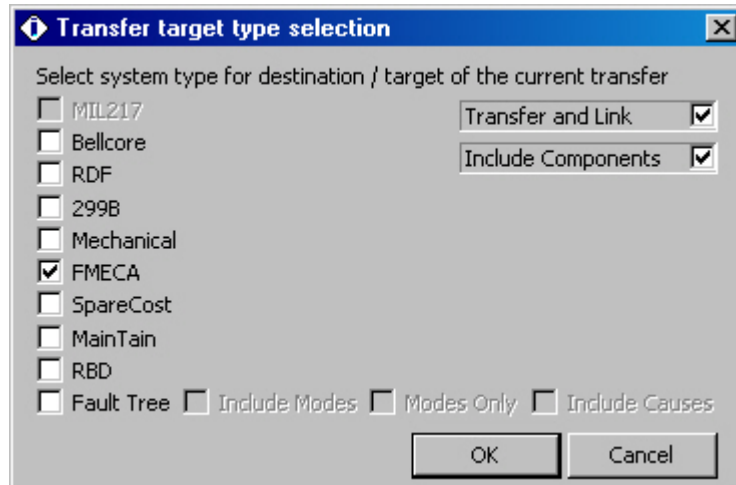 Transfer target type selection
Select system type for destination / target of the current transfer
MIL217
Transfer and Link
Bellcore
Include Components
RDF
299B
Mechanical
FMECA
SpareCost
MainTain
RBD
Fault Tree Include Modes Modes Only Include Causes
OK Cancel